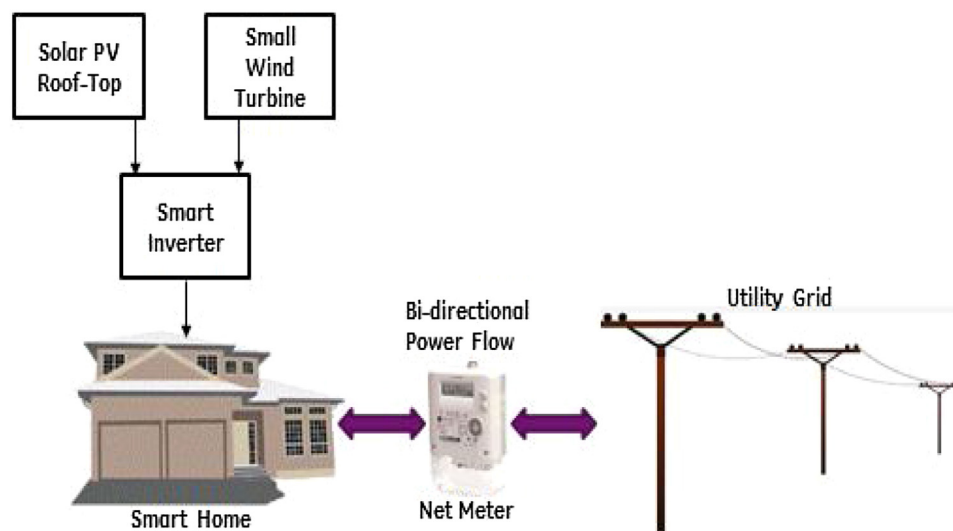 Solar PV
Roof-Top
Small
Wind
Turbine
Smart
Inverter
Bi-directional
Power Flow
Utility Grid
Net Meter
Smart Home